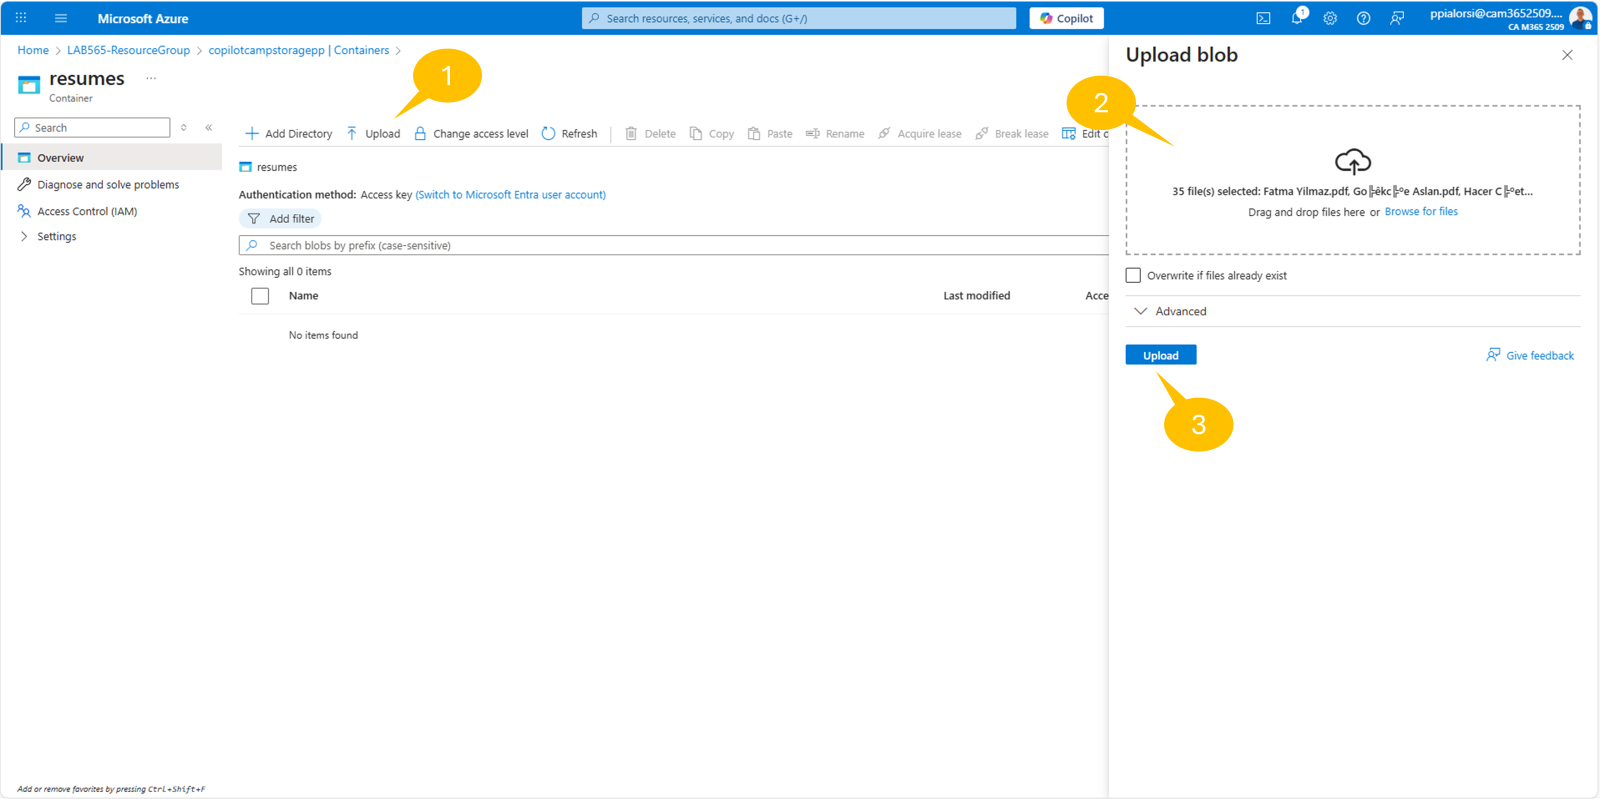 Microsoft Azure
Search resources, services, and docs (G+/)
Copilot
1
ppialorsi@cam3652509....
CA M365 2509
Home > LAB565-ResourceGroup > copilotcampstoragepp | Containers >
resumes ...
Container
Search
Overview
Diagnose and solve problems
Access Control (IAM)
Settings
1
Add Directory Upload Change access level Refresh Delete Copy Paste Rename Acquire lease Break lease Edit c
resumes
Authentication method: Access key (Switch to Microsoft Entra user account)
Add filter
Search blobs by prefix (case-sensitive)
Showing all 0 items
Name Last modified Acce
No items found
Upload blob
2
35 file(s) selected: Fatma Yilmaz.pdf, Go╠êkc╠ºe Aslan.pdf, Hacer C╠ºet...
Drag and drop files here or Browse for files
Overwrite if files already exist
Advanced
Upload
Give feedback
3
Add or remove favorites by pressing Ctrl+Shift+F